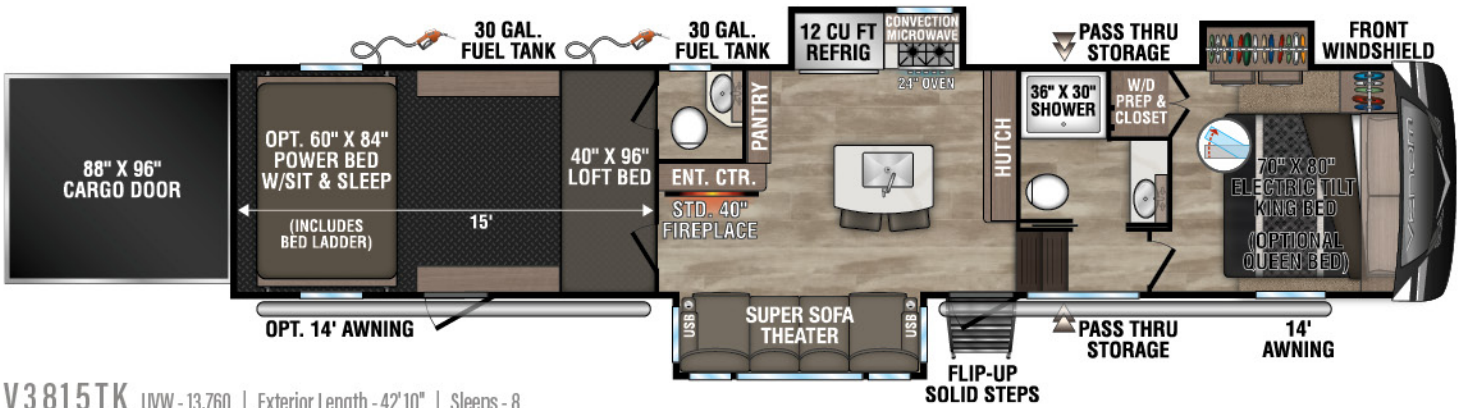 88" X 96"
CARGO DOOR
OPT. 60" X 84"
POWER BED
W/SIT & SLEEP
(INCLUDES
BED LADDER)
15'
30 GAL.
FUEL TANK
40" X 96"
LOFT BED
30 GAL.
FUEL TANK
PANTRY
ENT. CTR.
STD. 40"
FIREPLACE
12 CU FT
REFRIG
CONVECTION
MICROWAVE
24" OVEN
HUTCH
PASS THRU
STORAGE
36" X 30"
SHOWER
W/D
PREP &
CLOSET
FRONT
WINDSHIELD
70" X 80"
ELECTRIC TILT
KING BED
(OPTIONAL
QUEEN BED)
VENOM
OPT. 14' AWNING
USB
SUPER SOFA
THEATER
USB
FLIP-UP
SOLID STEPS
PASS THRU
STORAGE
14'
AWNING
V3815TK UVW - 13,760 | Exterior Length - 42' 10" | Sleeps - 8